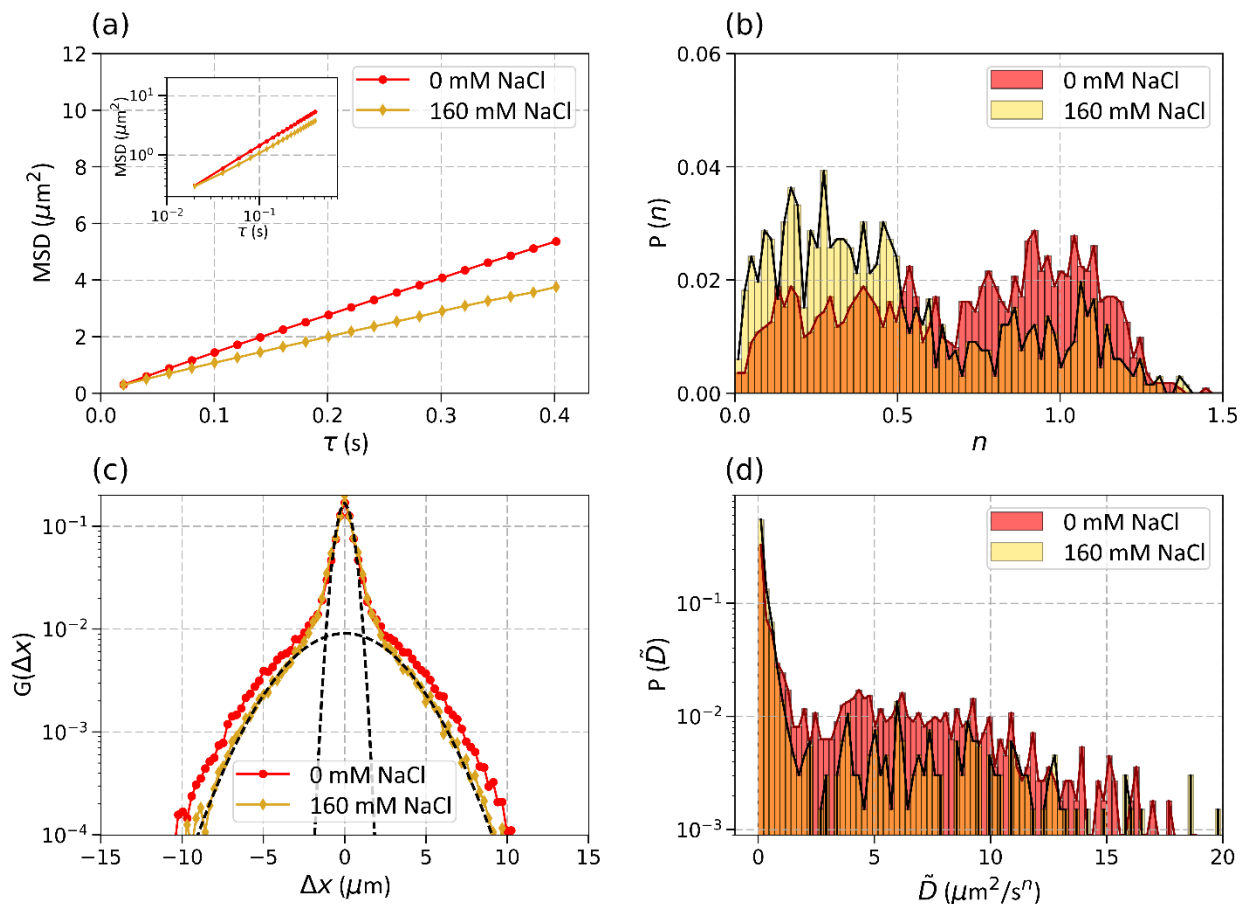 (a)
12
10
8
6
4
2
0
MSD (μm²)
0.0
0.1
0.2
0.3
0.4
τ (s)
0 mM NaCl
160 mM NaCl
MSD (μm²)
10¹
10⁰
10⁻²
10⁻¹
τ (s)
(b)
0.06
0.04
0.02
0.00
P (n)
0.0
0.5
1.0
1.5
n
0 mM NaCl
160 mM NaCl
(c)
10⁻¹
10⁻²
10⁻³
10⁻⁴
G(Δx)
−15
−10
−5
0
5
10
15
Δx (μm)
0 mM NaCl
160 mM NaCl
(d)
10⁻¹
10⁻²
10⁻³
P (D̃)
0
5
10
15
20
D̃ (μm²/sⁿ)
0 mM NaCl
160 mM NaCl